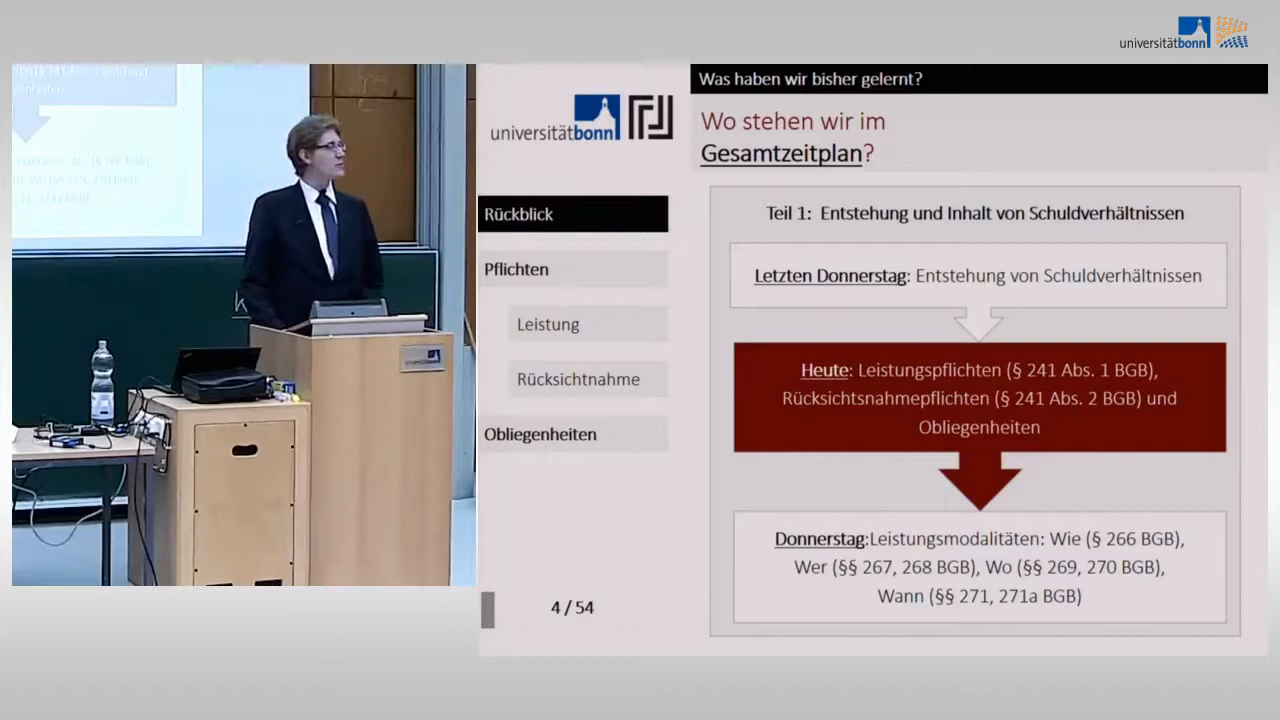 universitätbonn
Was haben wir bisher gelernt?
universitätbonn
Wo stehen wir im
Gesamtzeitplan?
Rückblick
Pflichten
Leistung
Rücksichtnahme
Obliegenheiten
4 / 54
Teil 1: Entstehung und Inhalt von Schuldverhältnissen
Letzten Donnerstag: Entstehung von Schuldverhältnissen
Heute: Leistungspflichten (§ 241 Abs. 1 BGB),
Rücksichtsnahmepflichten (§ 241 Abs. 2 BGB) und
Obliegenheiten
Donnerstag:Leistungsmodalitäten: Wie (§ 266 BGB),
Wer (§§ 267, 268 BGB), Wo (§§ 269, 270 BGB),
Wann (§§ 271, 271a BGB)